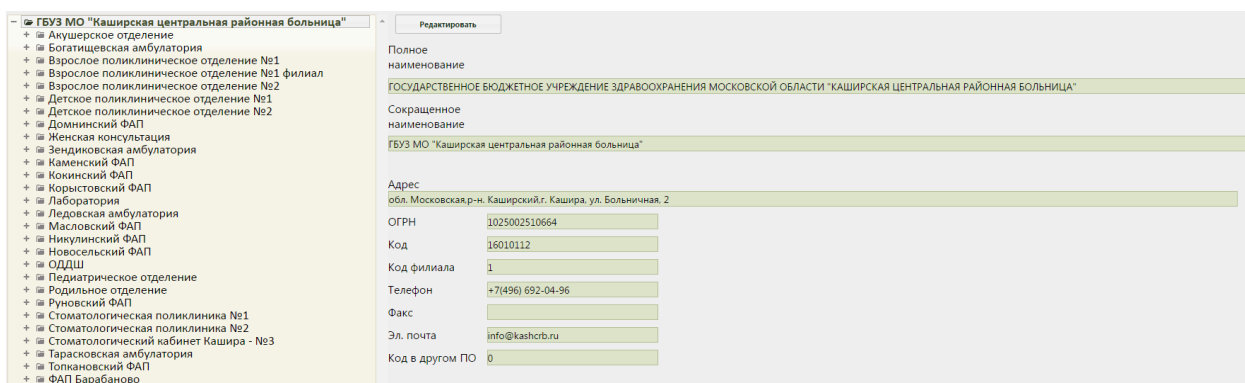 ГБУЗ МО "Каширская центральная районная больница"
Акушерское отделение
Богатищевская амбулатория
Взрослое поликлиническое отделение №1
Взрослое поликлиническое отделение №1 филиал
Взрослое поликлиническое отделение №2
Детское поликлиническое отделение №1
Детское поликлиническое отделение №2
Домнинский ФАП
Женская консультация
Зендиковская амбулатория
Каменский ФАП
Кокинский ФАП
Корыстовский ФАП
Лаборатория
Ледовская амбулатория
Масловский ФАП
Никулинский ФАП
Новосельский ФАП
ОДДШ
Педиатрическое отделение
Родильное отделение
Руновский ФАП
Стоматологическая поликлиника №1
Стоматологическая поликлиника №2
Стоматологический кабинет Кашира - №3
Тарасковская амбулатория
Топкановский ФАП
ФАП Барабаново
Редактировать
Полное
наименование
ГОСУДАРСТВЕННОЕ БЮДЖЕТНОЕ УЧРЕЖДЕНИЕ ЗДРАВООХРАНЕНИЯ МОСКОВСКОЙ ОБЛАСТИ "КАШИРСКАЯ ЦЕНТРАЛЬНАЯ РАЙОННАЯ БОЛЬНИЦА"
Сокращенное
наименование
ГБУЗ МО "Каширская центральная районная больница"
Адрес
обл. Московская,р-н. Каширский,г. Кашира, ул. Больничная, 2
ОГРН 1025002510664
Код 16010112
Код филиала 1
Телефон +7(496) 692-04-96
Факс
Эл. почта info@kashcrb.ru
Код в другом ПО 0